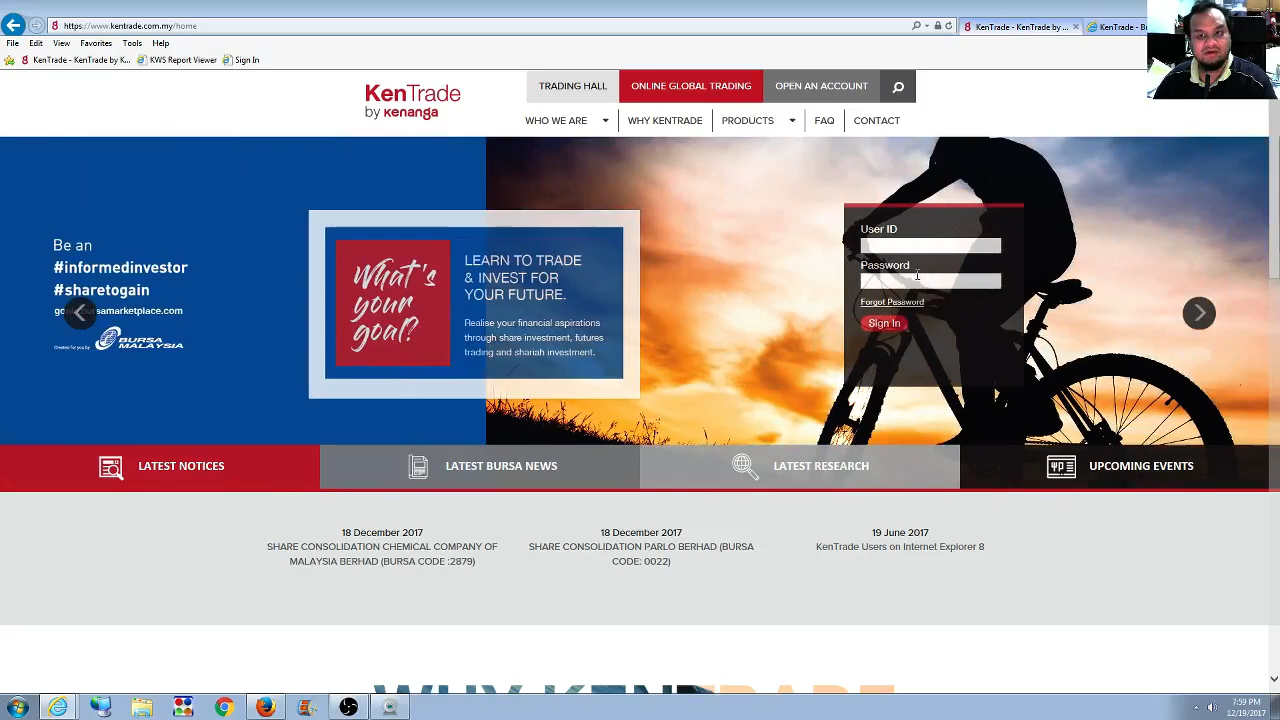 https://www.kentrade.com.my/home
KenTrade - KenTrade by ...
KenTrade - B
File Edit View Favorites Tools Help
KenTrade - KenTrade by K...
KWS Report Viewer
Sign In
KenTrade
by kenanga
TRADING HALL
ONLINE GLOBAL TRADING
OPEN AN ACCOUNT
WHO WE ARE
WHY KENTRADE
PRODUCTS
FAQ
CONTACT
Be an
#informedinvestor
#sharetogain
Created for you by
BURSA
MALAYSIA
What's
your
goal?
LEARN TO TRADE
& INVEST FOR
YOUR FUTURE.
Realise your financial aspirations
through share investment, futures
trading and shariah investment.
User ID
Password
Forgot Password
Sign In
LATEST NOTICES
LATEST BURSA NEWS
LATEST RESEARCH
UPCOMING EVENTS
18 December 2017
SHARE CONSOLIDATION CHEMICAL COMPANY OF
MALAYSIA BERHAD (BURSA CODE :2879)
18 December 2017
SHARE CONSOLIDATION PARLO BERHAD (BURSA
CODE: 0022)
19 June 2017
KenTrade Users on Internet Explorer 8
WHY KENTRADE
7:59 PM
12/19/2017